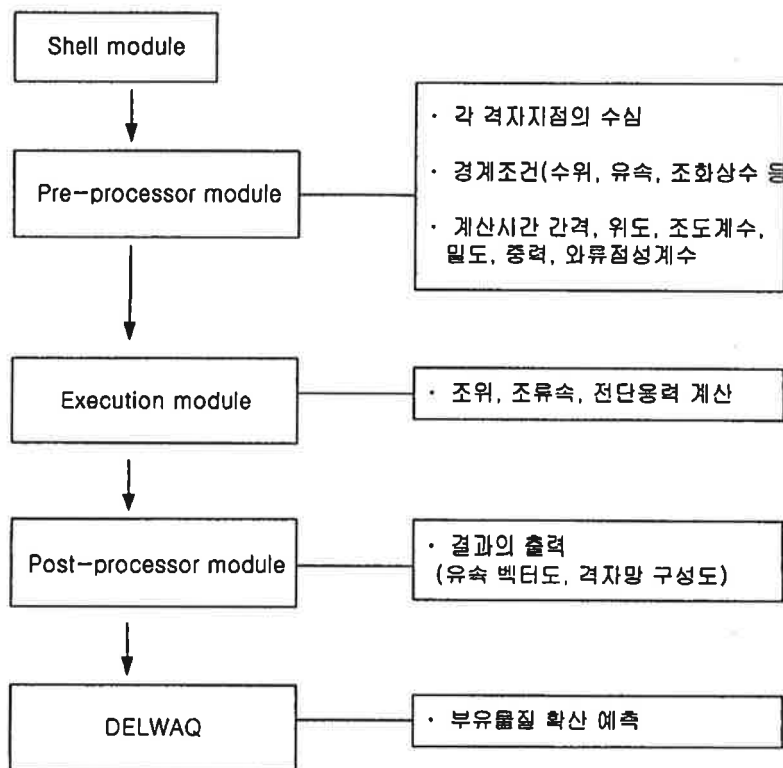 Shell module
Pre-processor module
· 각 격자지점의 수심
· 경계조건(수위, 유속, 조화상수 등
· 계산시간 간격, 위도, 조도계수,
밀도, 중력, 와류점성계수
Execution module
· 조위, 조류속, 전단응력 계산
Post-processor module
· 결과의 출력
(유속 벡터도, 격자망 구성도)
DELWAQ
· 부유물질 확산 예측